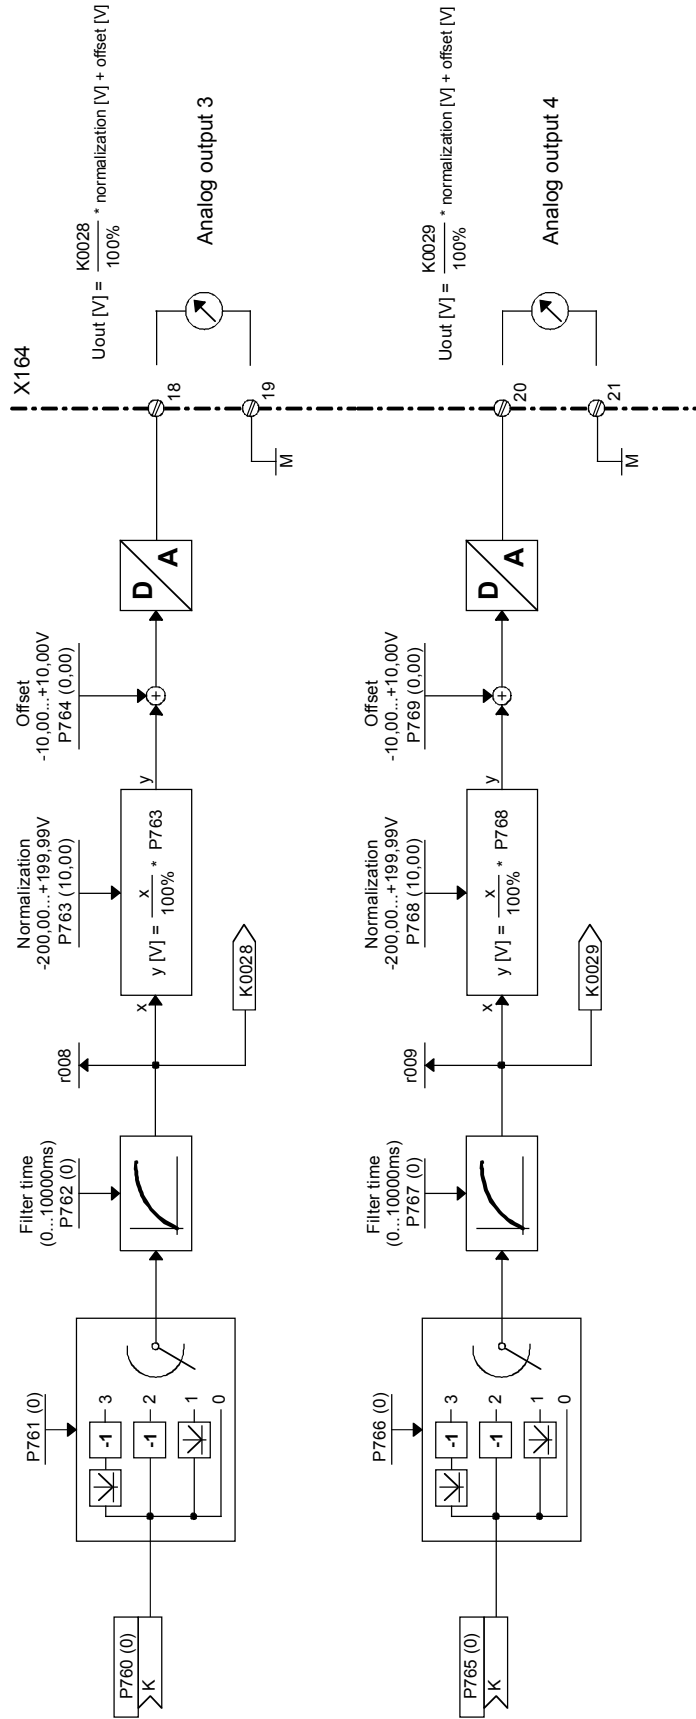 P760 (0)
K
P761 (0)
-1
3
-1
2
1
0
Filter time
(0...10000ms)
P762 (0)
r008
K0028
Normalization
-200,00...+199,99V
P763 (10,00)
x
y [V] = x / 100% * P763
y
Offset
-10,00...+10,00V
P764 (0,00)
+
D
A
M
X164
18
19
Uout [V] = K0028 / 100% * normalization [V] + offset [V]
Analog output 3
P765 (0)
K
P766 (0)
-1
3
-1
2
1
0
Filter time
(0...10000ms)
P767 (0)
r009
K0029
Normalization
-200,00...+199,99V
P768 (10,00)
x
y [V] = x / 100% * P768
y
Offset
-10,00...+10,00V
P769 (0,00)
+
D
A
M
20
21
Uout [V] = K0029 / 100% * normalization [V] + offset [V]
Analog output 4